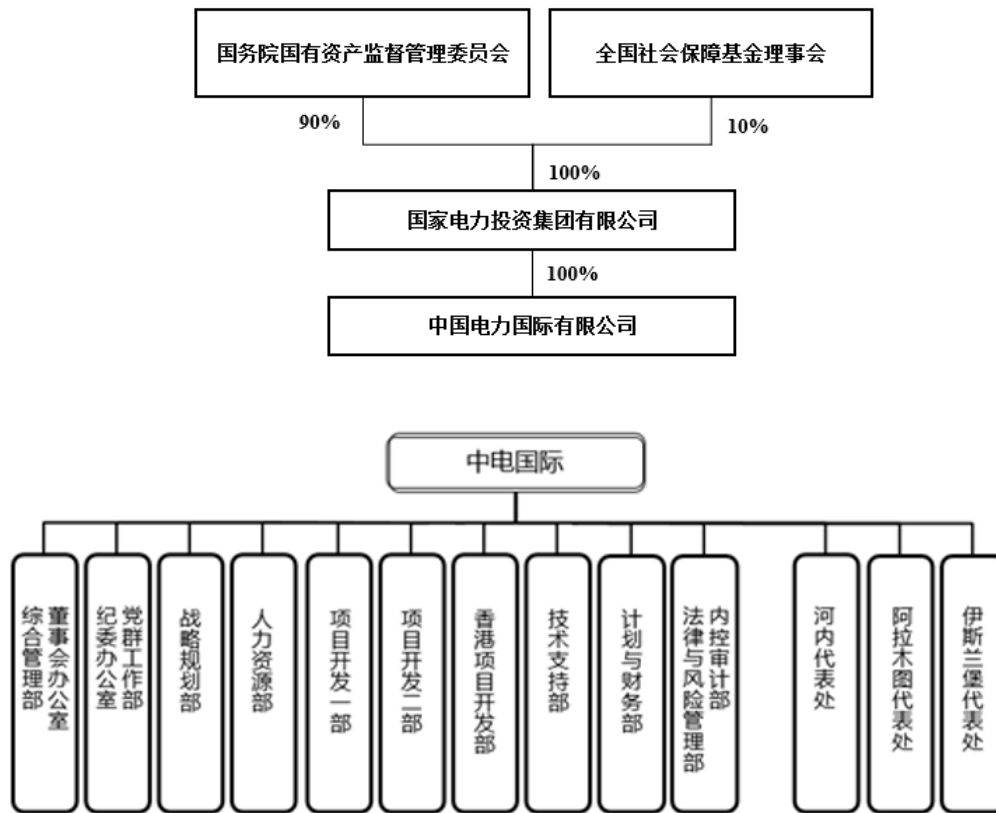 国务院国有资产监督管理委员会
全国社会保障基金理事会
90%
10%
100%
国家电力投资集团有限公司
100%
中国电力国际有限公司
中电国际
董事会办公室
综合管理部
党群工作部
纪委办公室
战略规划部
人力资源部
项目开发一部
项目开发二部
香港项目开发部
技术支持部
计划与财务部
内控审计部
法律与风险管理部
河内代表处
阿拉木图代表处
伊斯兰堡代表处